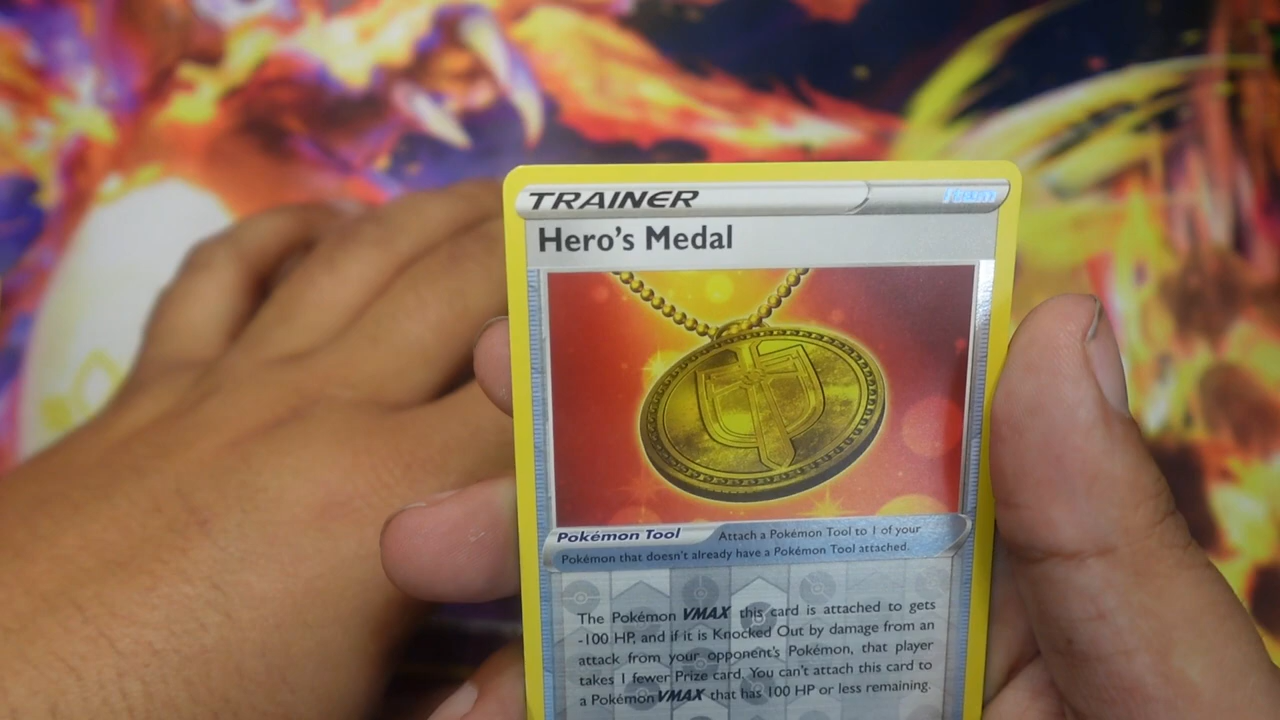 TRAINER Item
Hero's Medal
Pokémon Tool Attach a Pokémon Tool to 1 of your
Pokémon that doesn't already have a Pokémon Tool attached.
The Pokémon VMAX this card is attached to gets
-100 HP, and if it is Knocked Out by damage from an
attack from your opponent's Pokémon, that player
takes 1 fewer Prize card. You can't attach this card to
a Pokémon VMAX that has 100 HP or less remaining.